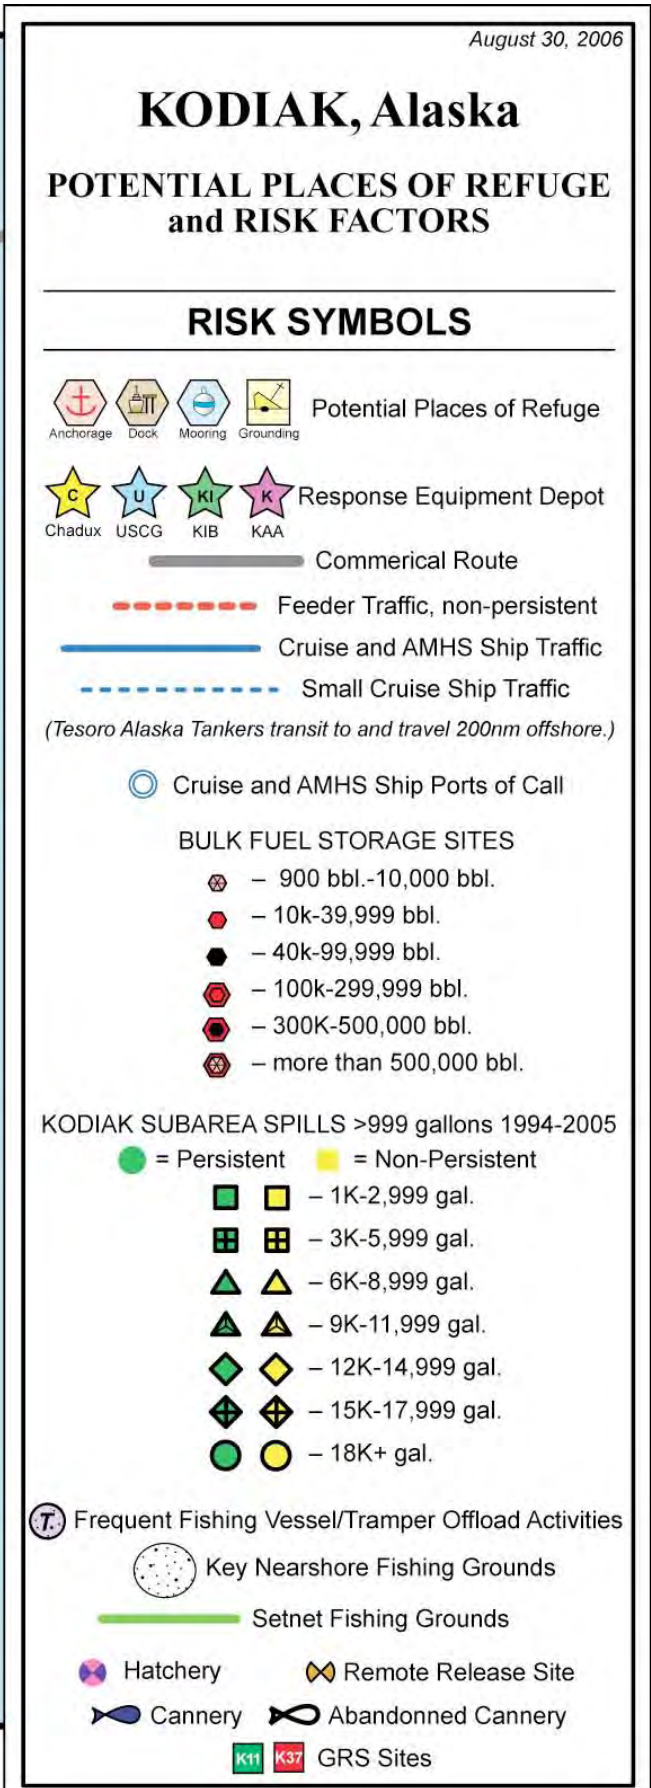 August 30, 2006
KODIAK, Alaska
POTENTIAL PLACES OF REFUGE
and RISK FACTORS
RISK SYMBOLS
Anchorage Dock Mooring Grounding Potential Places of Refuge
C U KI K Response Equipment Depot
Chadux USCG KIB KAA
Commerical Route
Feeder Traffic, non-persistent
Cruise and AMHS Ship Traffic
Small Cruise Ship Traffic
(Tesoro Alaska Tankers transit to and travel 200nm offshore.)
Cruise and AMHS Ship Ports of Call
BULK FUEL STORAGE SITES
– 900 bbl.-10,000 bbl.
– 10k-39,999 bbl.
– 40k-99,999 bbl.
– 100k-299,999 bbl.
– 300K-500,000 bbl.
– more than 500,000 bbl.
KODIAK SUBAREA SPILLS >999 gallons 1994-2005
= Persistent = Non-Persistent
– 1K-2,999 gal.
– 3K-5,999 gal.
– 6K-8,999 gal.
– 9K-11,999 gal.
– 12K-14,999 gal.
– 15K-17,999 gal.
– 18K+ gal.
T. Frequent Fishing Vessel/Tramper Offload Activities
Key Nearshore Fishing Grounds
Setnet Fishing Grounds
Hatchery Remote Release Site
Cannery Abandonned Cannery
K11 K37 GRS Sites